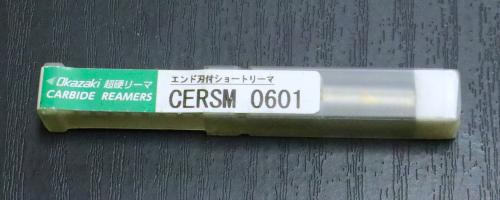 Okazaki 超硬リーマ
CARBIDE REAMERS
エンド刃付ショートリーマ
CERSM 0601